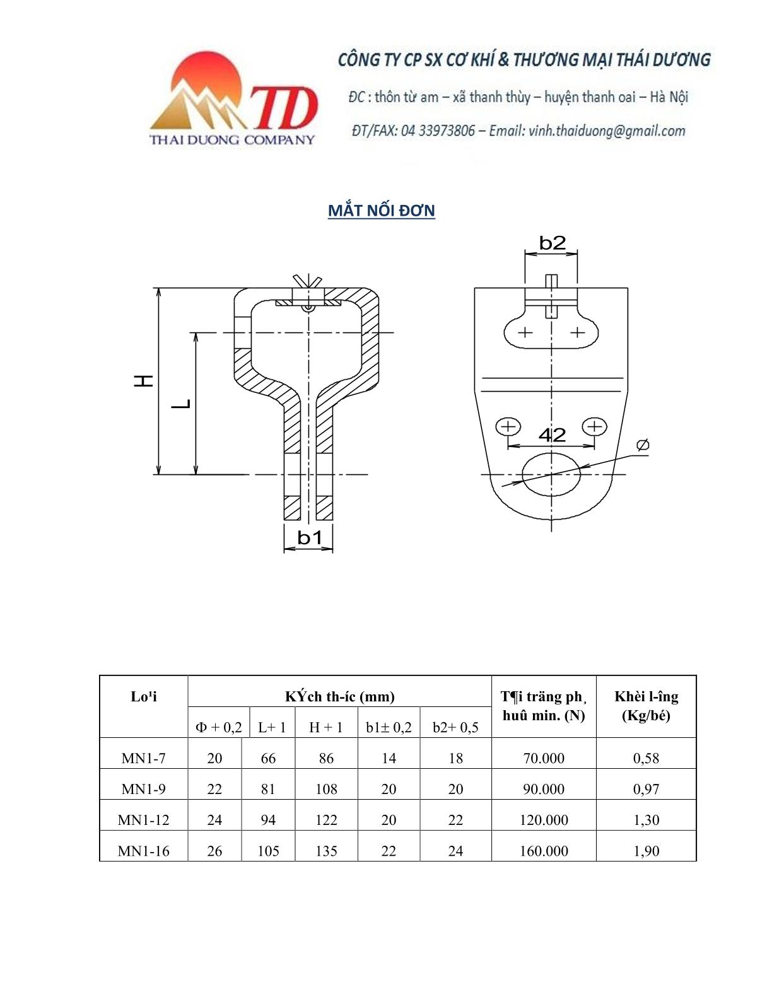 TD
THAI DUONG COMPANY
CÔNG TY CP SX CƠ KHÍ & THƯƠNG MẠI THÁI DƯƠNG
ĐC : thôn từ am – xã thanh thùy – huyện thanh oai – Hà Nội
ĐT/FAX: 04 33973806 – Email: vinh.thaiduong@gmail.com
MẮT NỐI ĐƠN
b2
H
L
42
Ø
b1
Lo¹i KÝch th-íc (mm) T¶i träng ph¸ huû min. (N) Khèi l-îng (Kg/bé)
Φ + 0,2 L+ 1 H + 1 b1± 0,2 b2+ 0,5
MN1-7 20 66 86 14 18 70.000 0,58
MN1-9 22 81 108 20 20 90.000 0,97
MN1-12 24 94 122 20 22 120.000 1,30
MN1-16 26 105 135 22 24 160.000 1,90